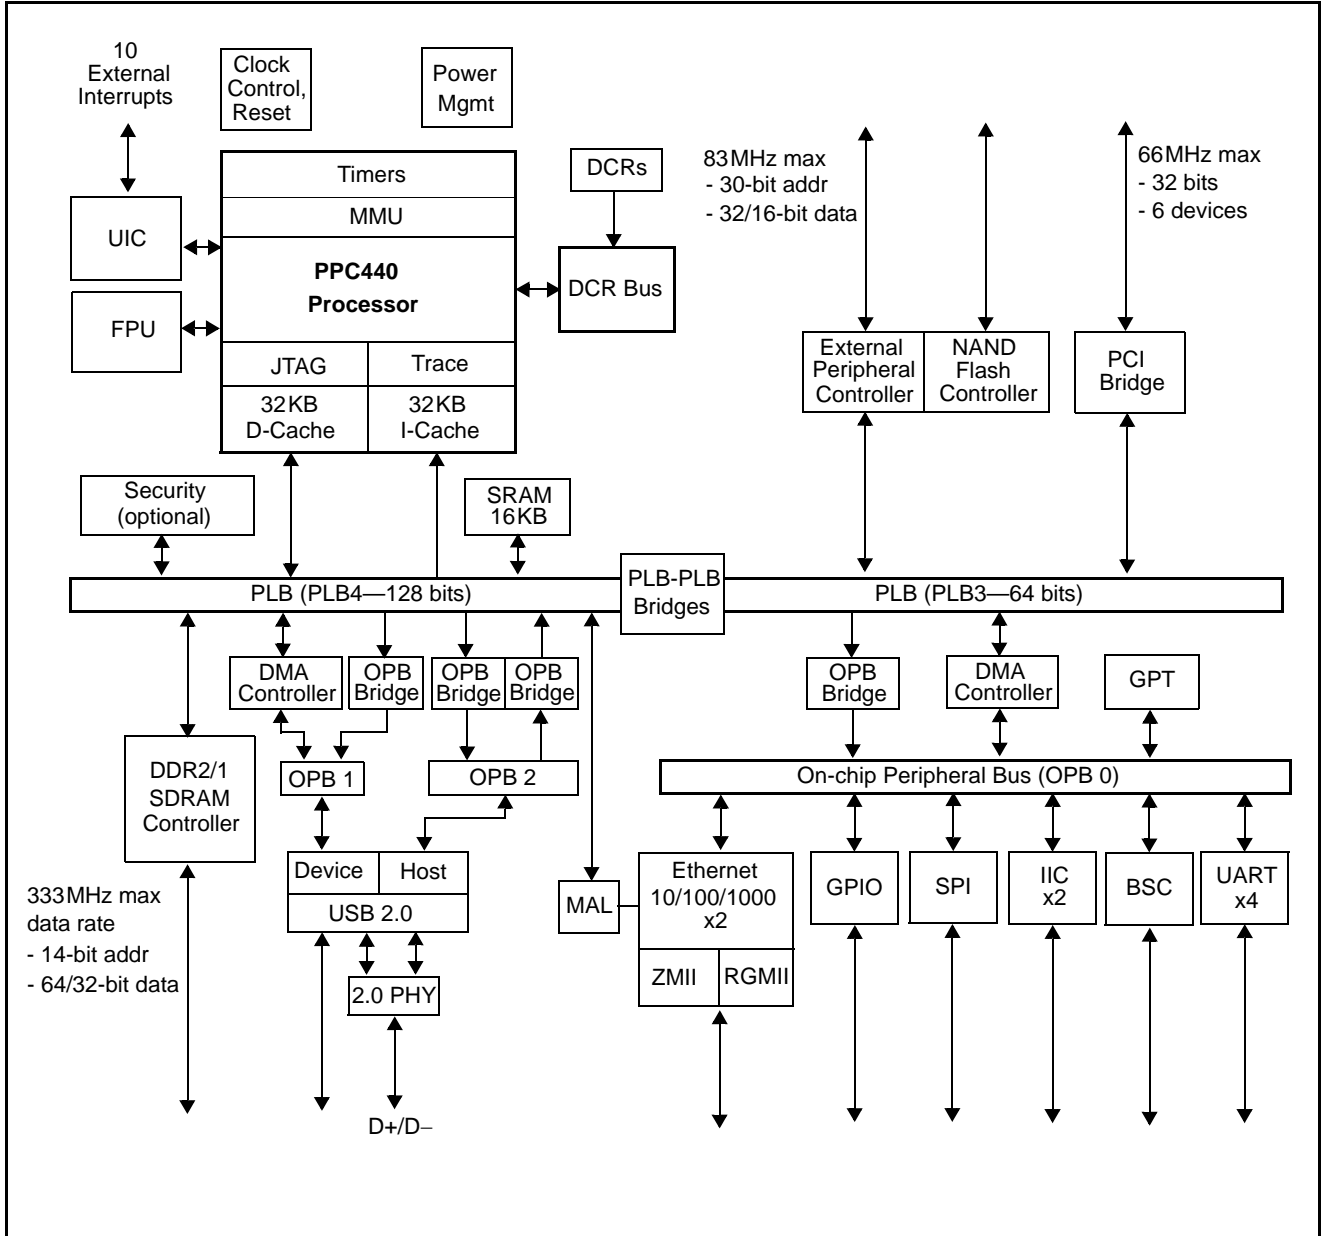 10
External
Interrupts
Clock
Control,
Reset
Power
Mgmt
Timers
MMU
PPC440
Processor
JTAG
Trace
32KB
D-Cache
32KB
I-Cache
UIC
FPU
DCRs
DCR Bus
83MHz max
- 30-bit addr
- 32/16-bit data
66MHz max
- 32 bits
- 6 devices
External
Peripheral
Controller
NAND
Flash
Controller
PCI
Bridge
Security
(optional)
SRAM
16KB
PLB (PLB4—128 bits)
PLB-PLB
Bridges
PLB (PLB3—64 bits)
DMA
Controller
OPB
Bridge
OPB
Bridge
OPB
Bridge
OPB
Bridge
DMA
Controller
GPT
DDR2/1
SDRAM
Controller
OPB 1
OPB 2
On-chip Peripheral Bus (OPB 0)
Device
Host
USB 2.0
2.0 PHY
D+/D−
333MHz max
data rate
- 14-bit addr
- 64/32-bit data
MAL
Ethernet
10/100/1000
x2
ZMII
RGMII
GPIO
SPI
IIC
x2
BSC
UART
x4